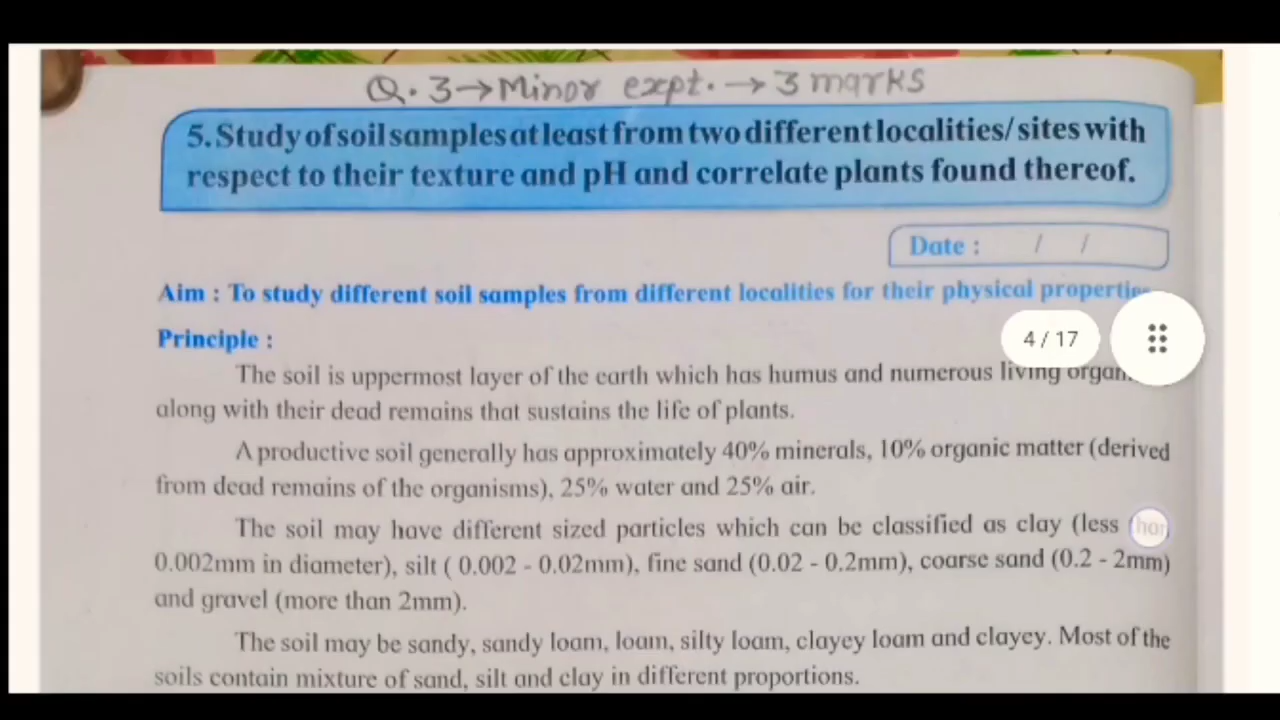 Q.3→Minor expt.→3 marks
5. Study of soil samples at least from two different localities/ sites with
respect to their texture and pH and correlate plants found thereof.
Date : / /
Aim : To study different soil samples from different localities for their physical
Principle :
4 / 17
The soil is uppermost layer of the earth which has humus and numerous living
along with their dead remains that sustains the life of plants.
A productive soil generally has approximately 40% minerals, 10% organic matter (derived
from dead remains of the organisms), 25% water and 25% air.
The soil may have different sized particles which can be classified as clay (less than
0.002mm in diameter), silt ( 0.002 - 0.02mm), fine sand (0.02 - 0.2mm), coarse sand (0.2 - 2mm)
and gravel (more than 2mm).
The soil may be sandy, sandy loam, loam, silty loam, clayey loam and clayey. Most of the
soils contain mixture of sand, silt and clay in different proportions.